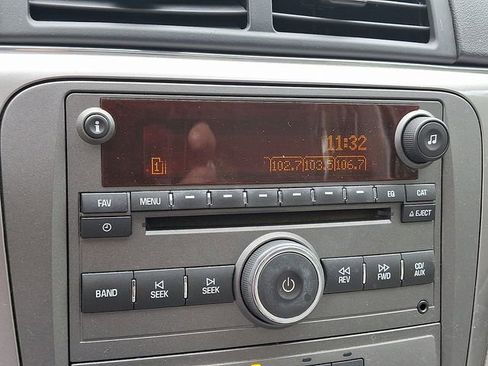 11:32
1 102.7 103.5 106.7
FAV MENU EQ CAT
EJECT
BAND SEEK SEEK REV FWD CD/
AUX